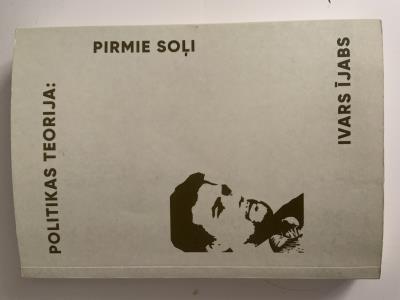 POLITIKAS TEORIJA:
PIRMIE SOĻI
IVARS ĪJABS